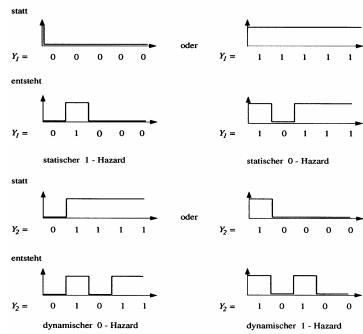 statt
Y1 = 0 0 0 0 0 oder Y1 = 1 1 1 1 1
entsteht
Y1 = 0 1 0 0 0 Y1 = 1 0 1 1 1
statischer 1 - Hazard statischer 0 - Hazard
statt
Y2 = 0 1 1 1 1 oder Y2 = 1 0 0 0 0
entsteht
Y2 = 0 1 0 1 1 Y2 = 1 0 1 0 0
dynamischer 0 - Hazard dynamischer 1 - Hazard